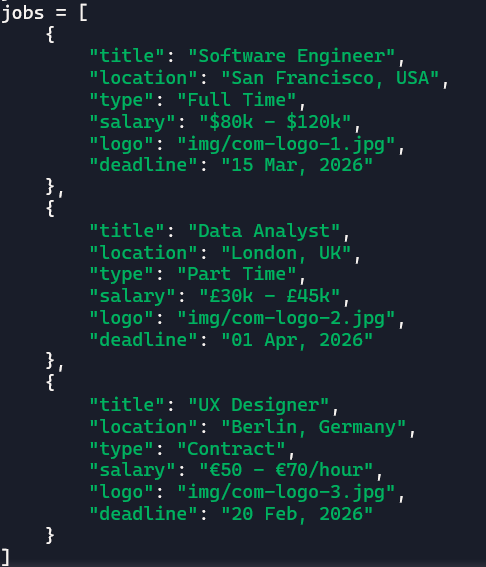 jobs = [
    {
        "title": "Software Engineer",
        "location": "San Francisco, USA",
        "type": "Full Time",
        "salary": "$80k - $120k",
        "logo": "img/com-logo-1.jpg",
        "deadline": "15 Mar, 2026"
    },
    {
        "title": "Data Analyst",
        "location": "London, UK",
        "type": "Part Time",
        "salary": "£30k - £45k",
        "logo": "img/com-logo-2.jpg",
        "deadline": "01 Apr, 2026"
    },
    {
        "title": "UX Designer",
        "location": "Berlin, Germany",
        "type": "Contract",
        "salary": "€50 - €70/hour",
        "logo": "img/com-logo-3.jpg",
        "deadline": "20 Feb, 2026"
    }
]